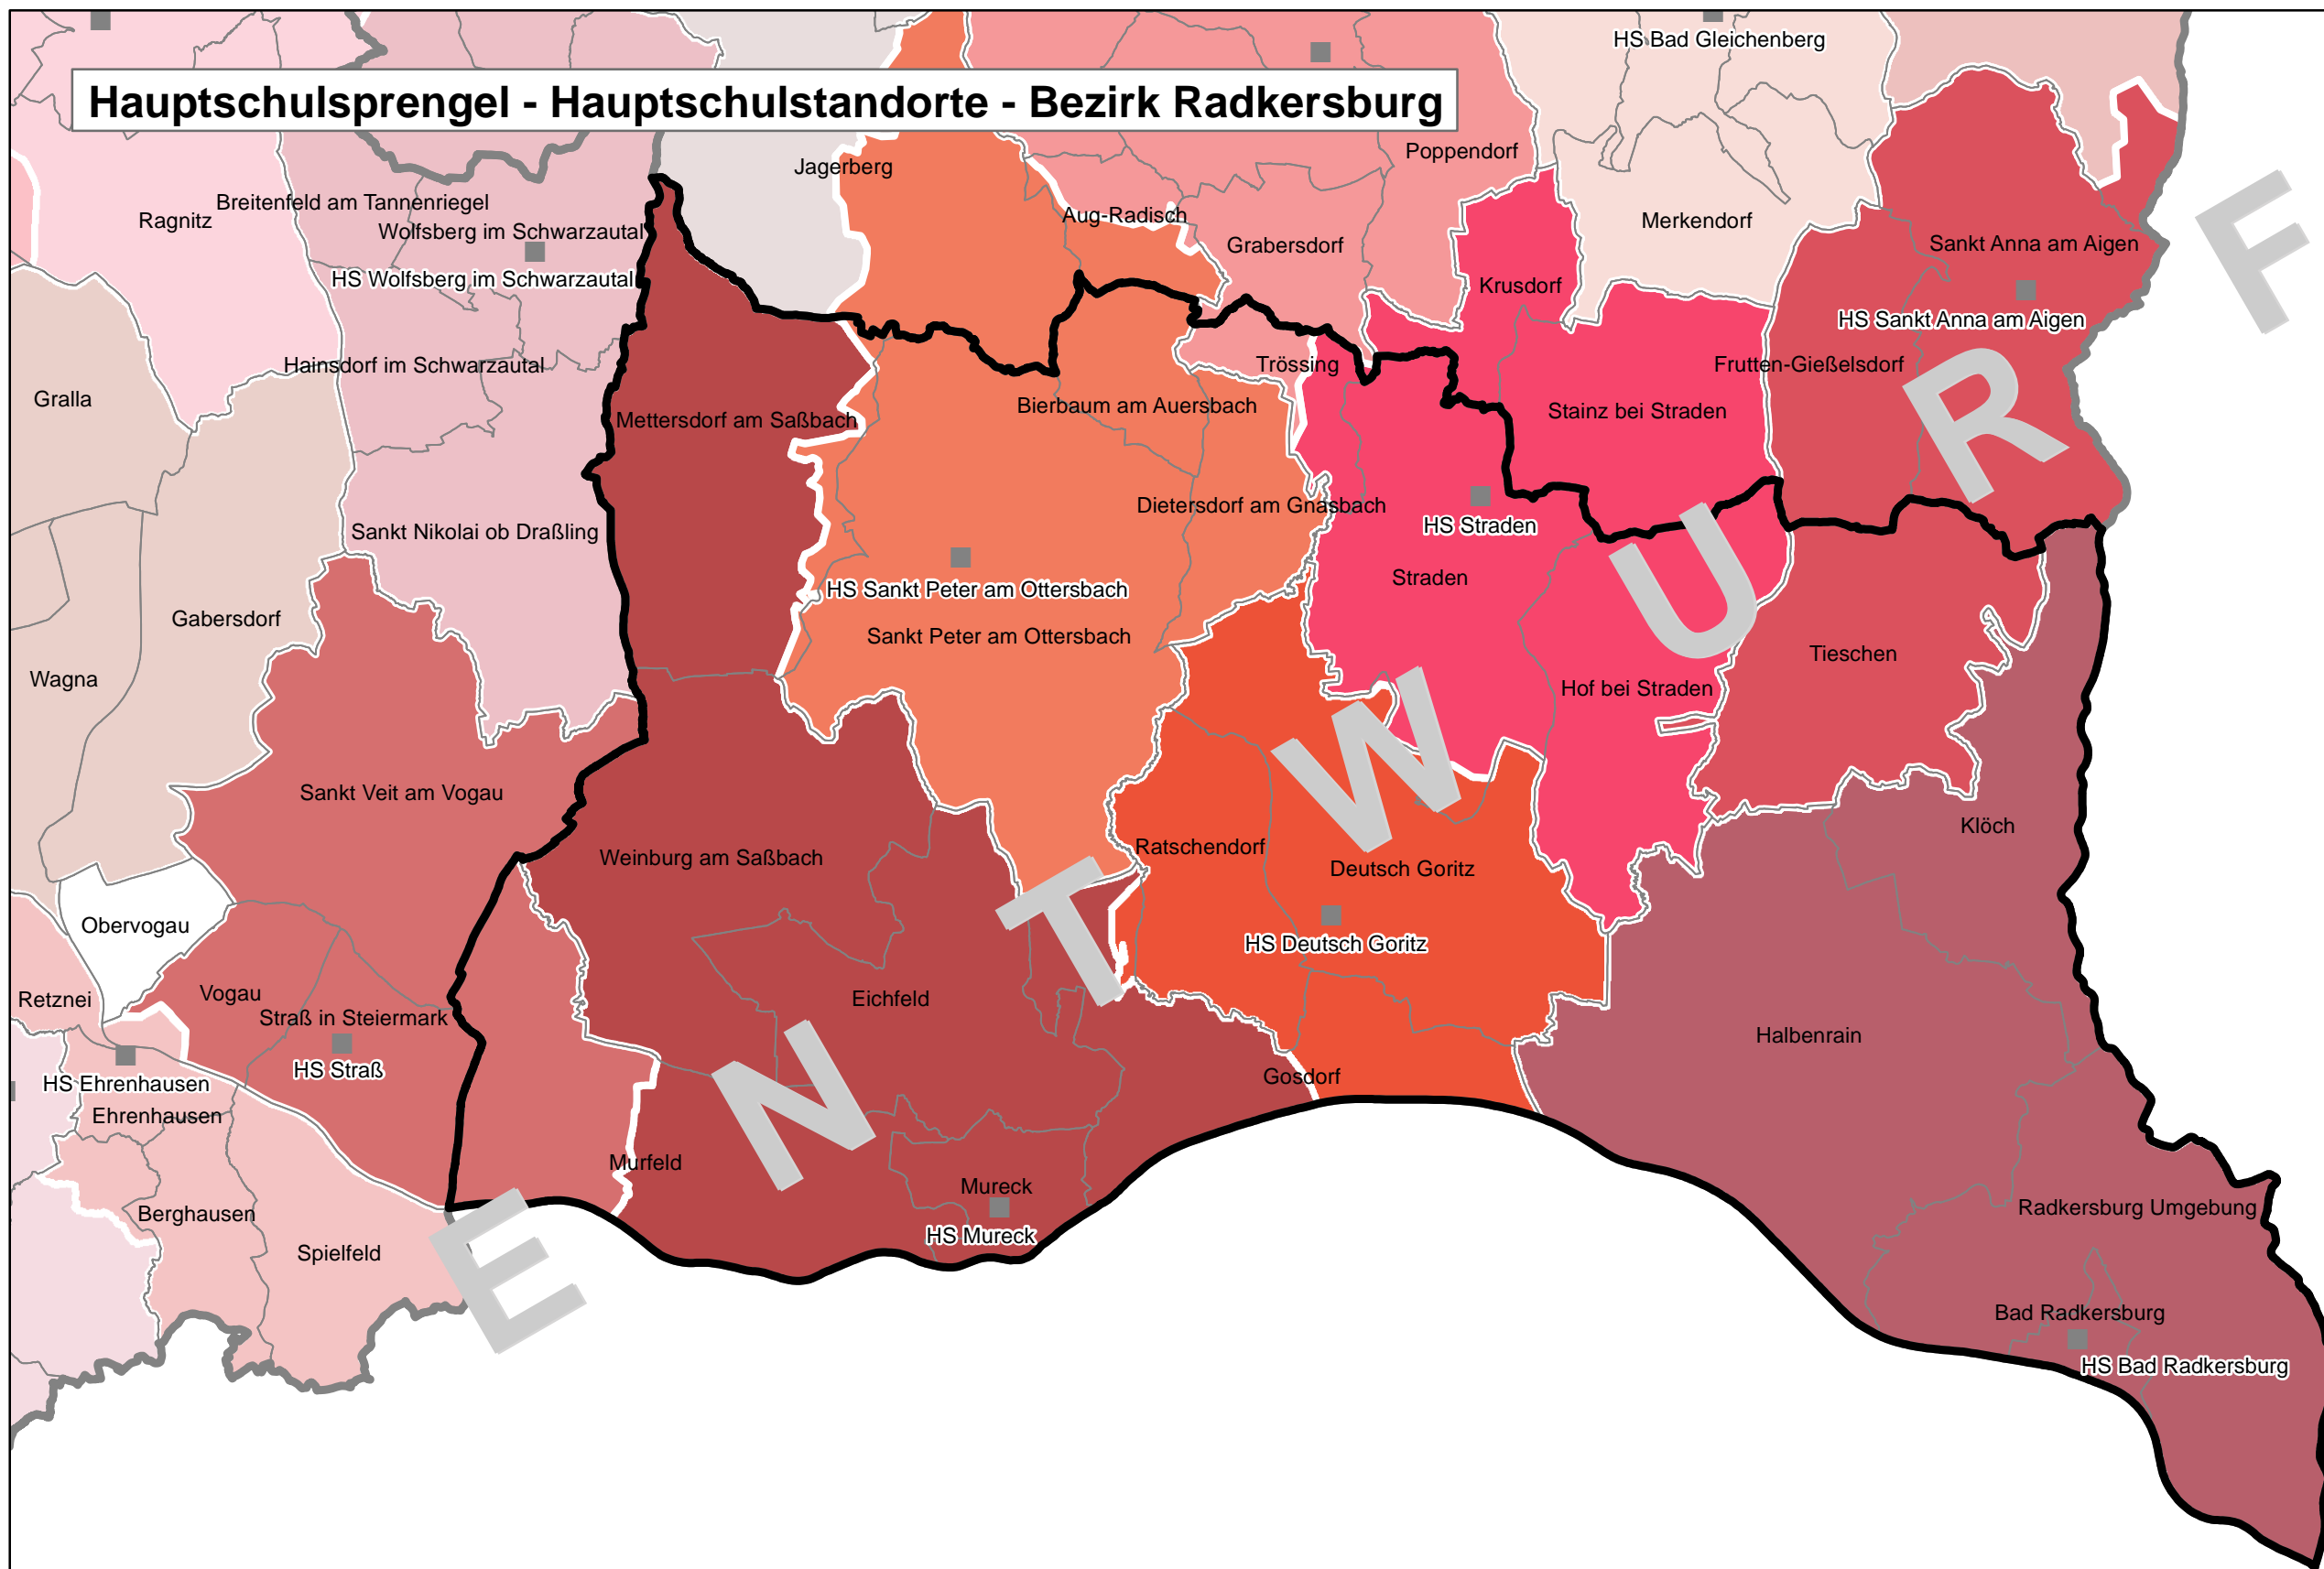 HS Bad Gleichenberg
Hauptschulsprengel - Hauptschulstandorte - Bezirk Radkersburg
Poppendorf
Jagerberg
Breitenfeld am Tannenriegel
Ragnitz
Aug-Radisch
Merkendorf
Wolfsberg im Schwarzautal
Grabersdorf
Sankt Anna am Aigen
F
HS Wolfsberg im Schwarzautal
Krusdorf
HS Sankt Anna am Aigen
Hainsdorf im Schwarzautal
Trössing
Frutten-Gießelsdorf
Gralla
Bierbaum am Auersbach
Stainz bei Straden
R
Mettersdorf am Saßbach
Dietersdorf am Gnasbach
HS Straden
Sankt Nikolai ob Draßling
Straden
U
HS Sankt Peter am Ottersbach
Gabersdorf
Sankt Peter am Ottersbach
Tieschen
Wagna
Hof bei Straden
W
Sankt Veit am Vogau
Klöch
Ratschendorf
Weinburg am Saßbach
Deutsch Goritz
Obervogau
T
HS Deutsch Goritz
Vogau
Retznei
Eichfeld
Straß in Steiermark
Halbenrain
HS Straß
Gosdorf
HS Ehrenhausen
N
Ehrenhausen
Murfeld
Mureck
Radkersburg Umgebung
Berghausen
HS Mureck
Spielfeld
E
Bad Radkersburg
HS Bad Radkersburg